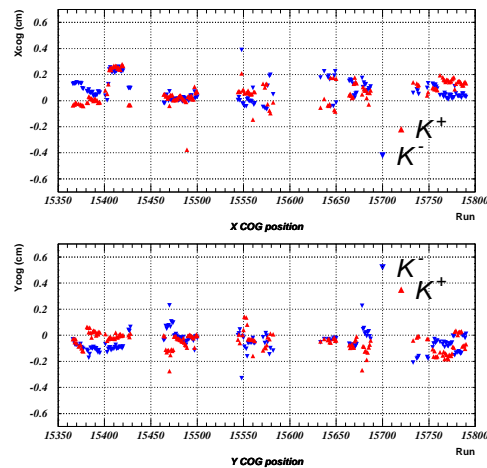 Xcog (cm)
0.6
0.4
0.2
0
-0.2
-0.4
-0.6
K+
K-
15350 15400 15450 15500 15550 15600 15650 15700 15750 15800
Run
X COG position
Ycog (cm)
0.6
0.4
0.2
0
-0.2
-0.4
-0.6
K-
K+
15350 15400 15450 15500 15550 15600 15650 15700 15750 15800
Run
Y COG position